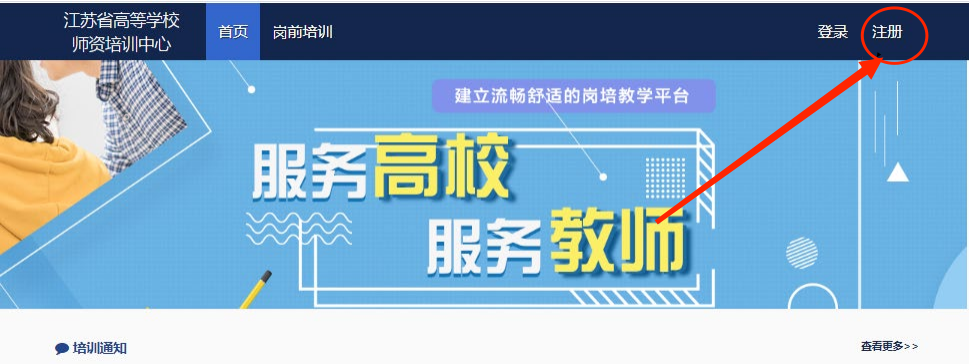 江苏省高等学校
师资培训中心
首页 岗前培训 登录 注册
建立流畅舒适的岗培教学平台
服务高校
服务教师
培训通知 查看更多>>